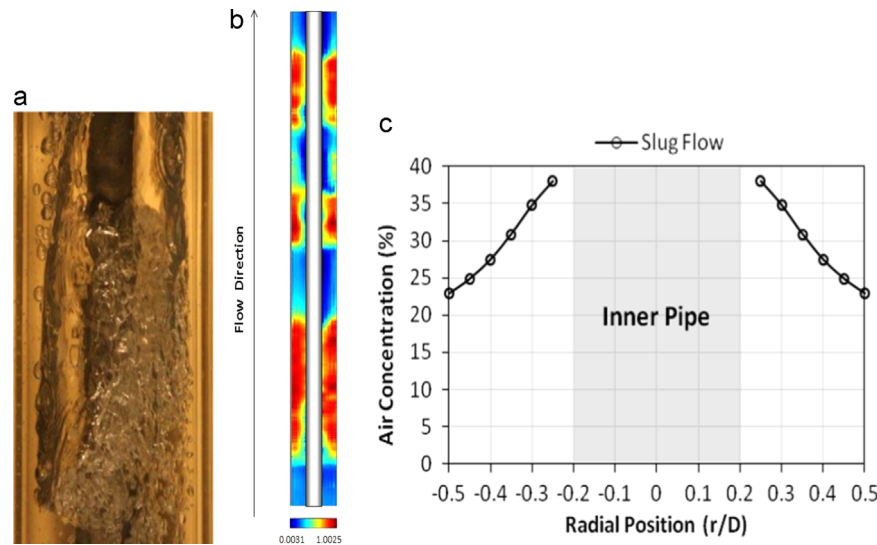 a
b
Flow Direction
0.0031 1.0025
c
Slug Flow
Air Concentration (%)
40
35
30
25
20
15
10
5
0
Inner Pipe
-0.5 -0.4 -0.3 -0.2 -0.1 0 0.1 0.2 0.3 0.4 0.5
Radial Position (r/D)